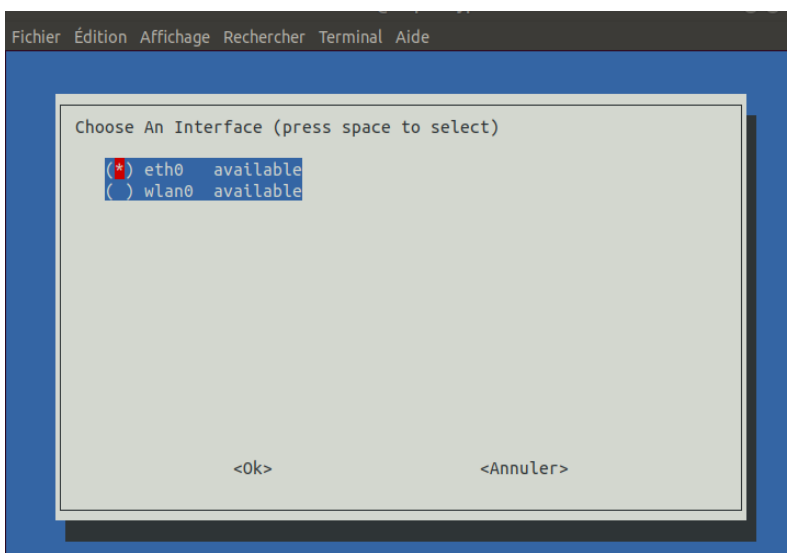 Fichier Édition Affichage Rechercher Terminal Aide
Choose An Interface (press space to select)
(*) eth0 available
( ) wlan0 available
<Ok> <Annuler>